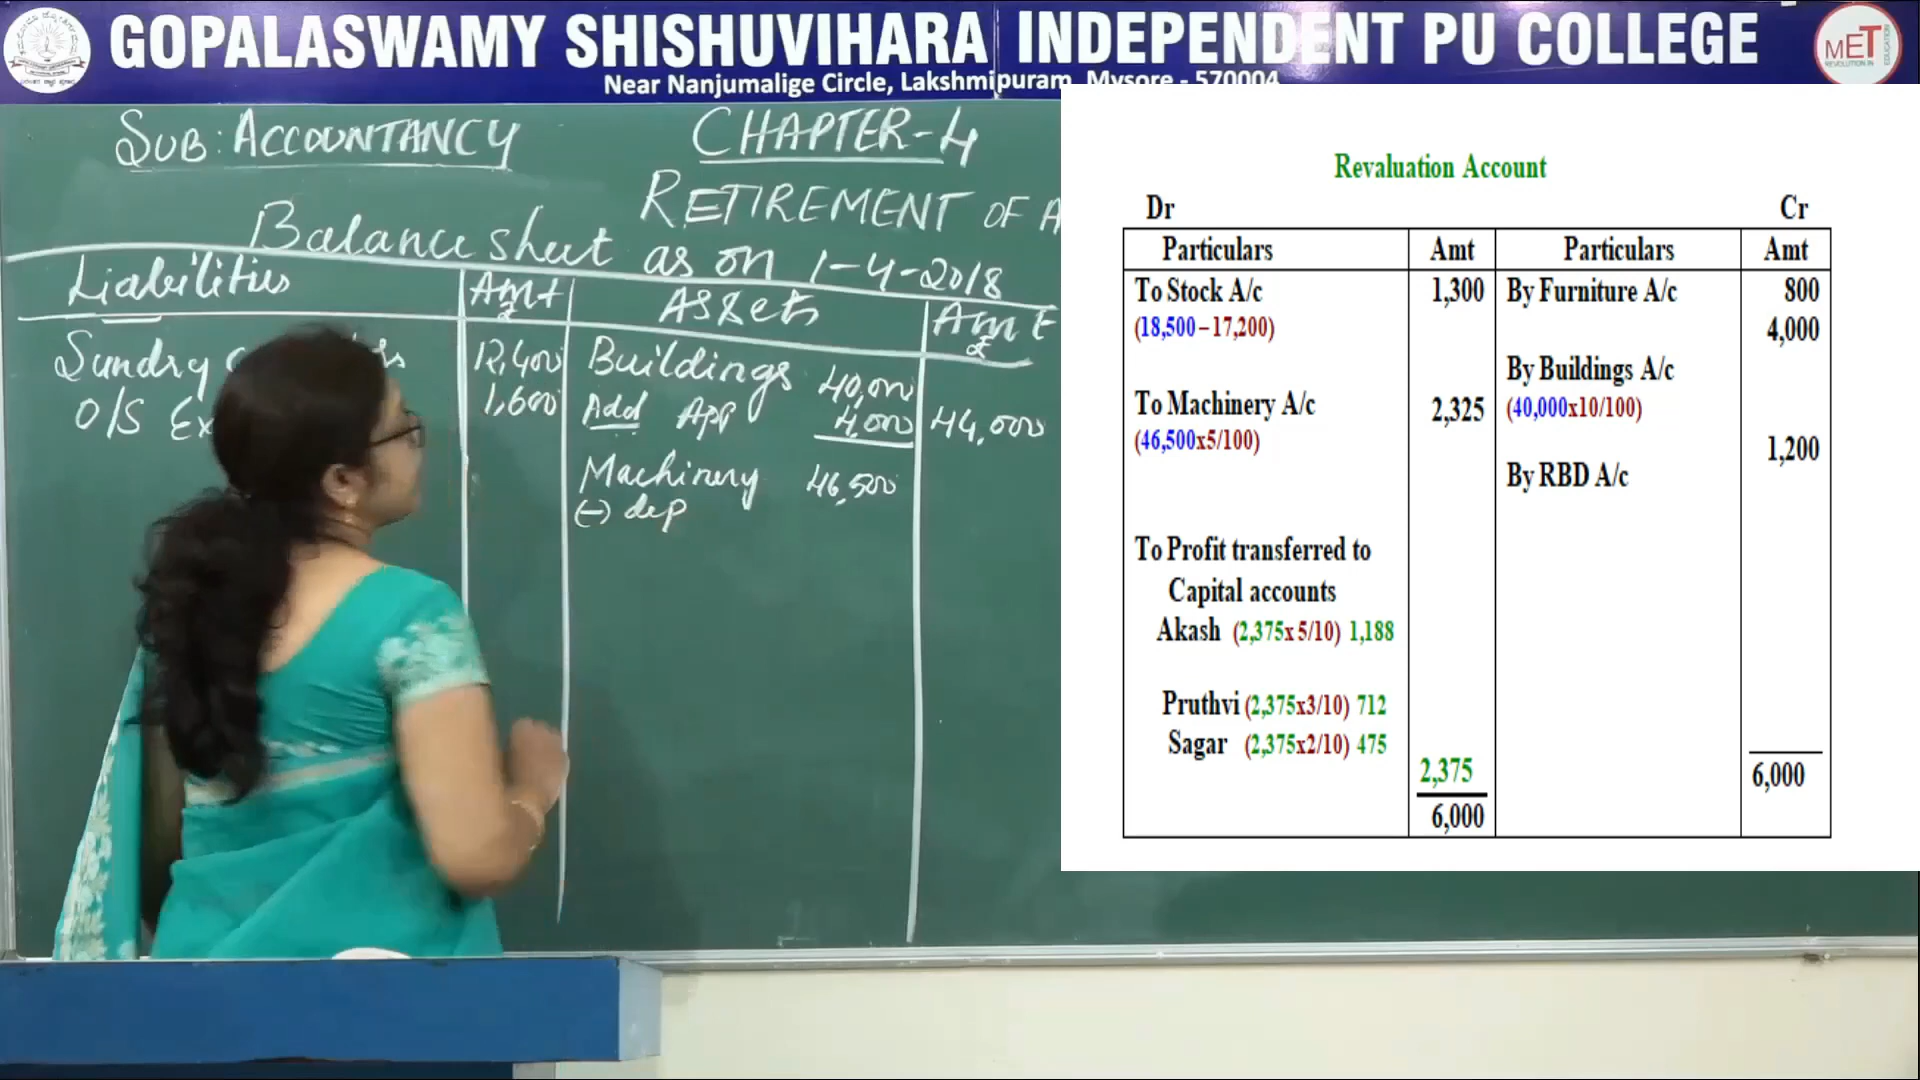 GOPALASWAMY SHISHUVIHARA INDEPENDENT PU COLLEGE
Near Nanjumalige Circle, Lakshmipuram, Mysore - 570004
MET
SUB: ACCOUNTANCY
CHAPTER-4
RETIREMENT OF A
Balance sheet as on 1-4-2018
Liabilities Amt Assets Amt
Sundry 12,400 Buildings 40,000
O/S Ex 1,600 Add App 4,000 44,000
Machinery 46,500
(-) dep
Revaluation Account
Dr Cr
Particulars Amt Particulars Amt
To Stock A/c 1,300 By Furniture A/c 800
(18,500 – 17,200) 4,000
By Buildings A/c
To Machinery A/c 2,325 (40,000x10/100)
(46,500x5/100) 1,200
By RBD A/c
To Profit transferred to
Capital accounts
Akash (2,375x 5/10) 1,188
Pruthvi (2,375x3/10) 712
Sagar (2,375x2/10) 475
2,375 6,000
6,000